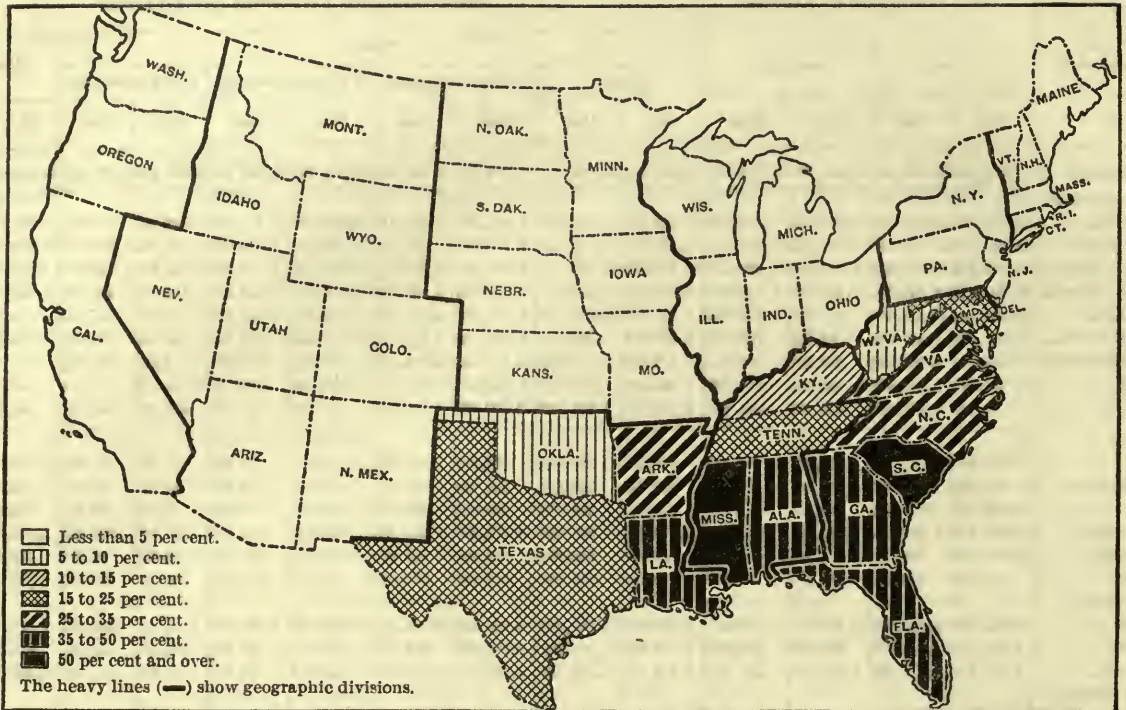 WASH.
MONT.
N. OAK.
MINN.
MAINE
OREGON
IDAHO
WYO.
S. DAK.
WIS.
MICH.
N. Y.
VT.
N.H.
MASS.
R. I.
CT.
NEV.
UTAH
COLO.
NEBR.
IOWA
ILL.
IND.
OHIO
PA.
N. J.
CAL.
KANS.
MO.
KY.
W. VA.
VA.
MD.
DEL.
ARIZ.
N. MEX.
OKLA.
ARK.
TENN.
N. C.
S. C.
TEXAS
LA.
MISS.
ALA.
GA.
FLA.
Less than 5 per cent.
5 to 10 per cent.
10 to 15 per cent.
15 to 25 per cent.
25 to 35 per cent.
35 to 50 per cent.
50 per cent and over.
The heavy lines (▬) show geographic divisions.